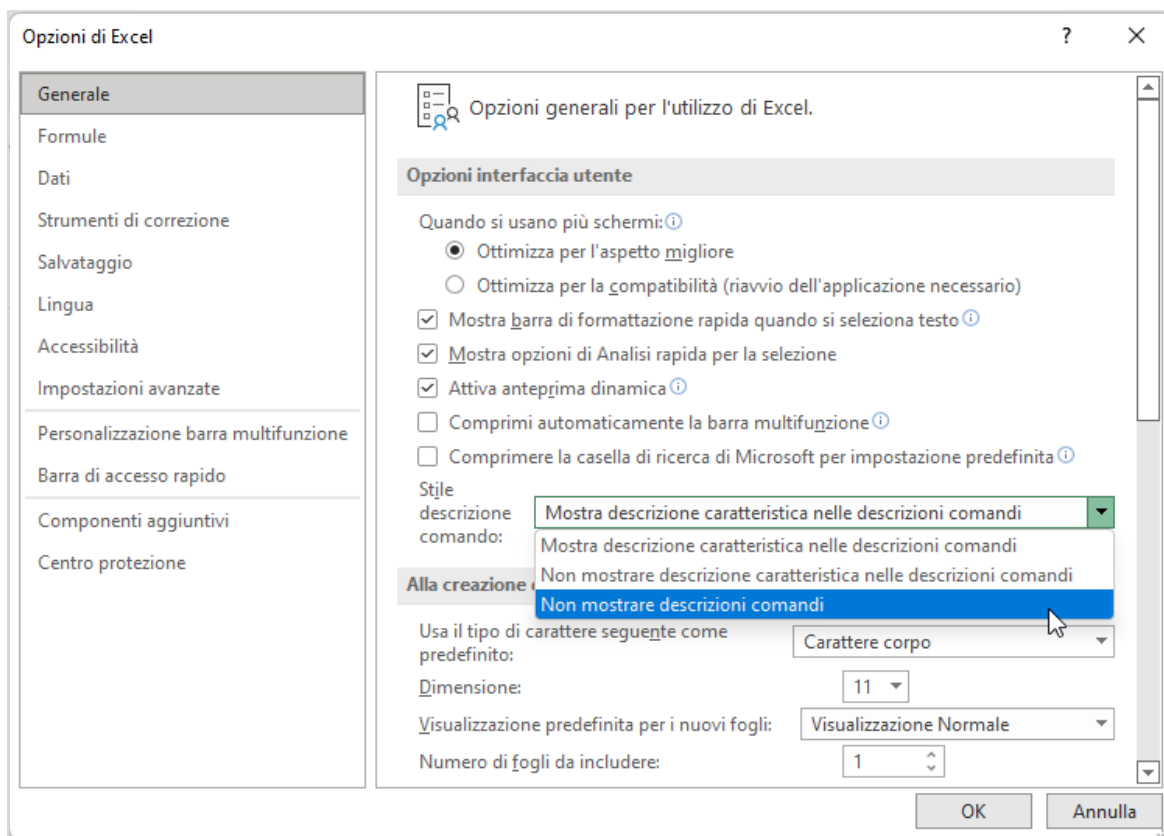 Opzioni di Excel
?
Generale
Formule
Dati
Strumenti di correzione
Salvataggio
Lingua
Accessibilità
Impostazioni avanzate
Personalizzazione barra multifunzione
Barra di accesso rapido
Componenti aggiuntivi
Centro protezione
Opzioni generali per l'utilizzo di Excel.
Opzioni interfaccia utente
Quando si usano più schermi:
Ottimizza per l'aspetto migliore
Ottimizza per la compatibilità (riavvio dell'applicazione necessario)
Mostra barra di formattazione rapida quando si seleziona testo
Mostra opzioni di Analisi rapida per la selezione
Attiva anteprima dinamica
Comprimi automaticamente la barra multifunzione
Comprimere la casella di ricerca di Microsoft per impostazione predefinita
Stile
descrizione
comando:
Mostra descrizione caratteristica nelle descrizioni comandi
Mostra descrizione caratteristica nelle descrizioni comandi
Non mostrare descrizione caratteristica nelle descrizioni comandi
Non mostrare descrizioni comandi
Alla creazione
Usa il tipo di carattere seguente come
predefinito:
Carattere corpo
Dimensione:
11
Visualizzazione predefinita per i nuovi fogli:
Visualizzazione Normale
Numero di fogli da includere:
1
OK
Annulla